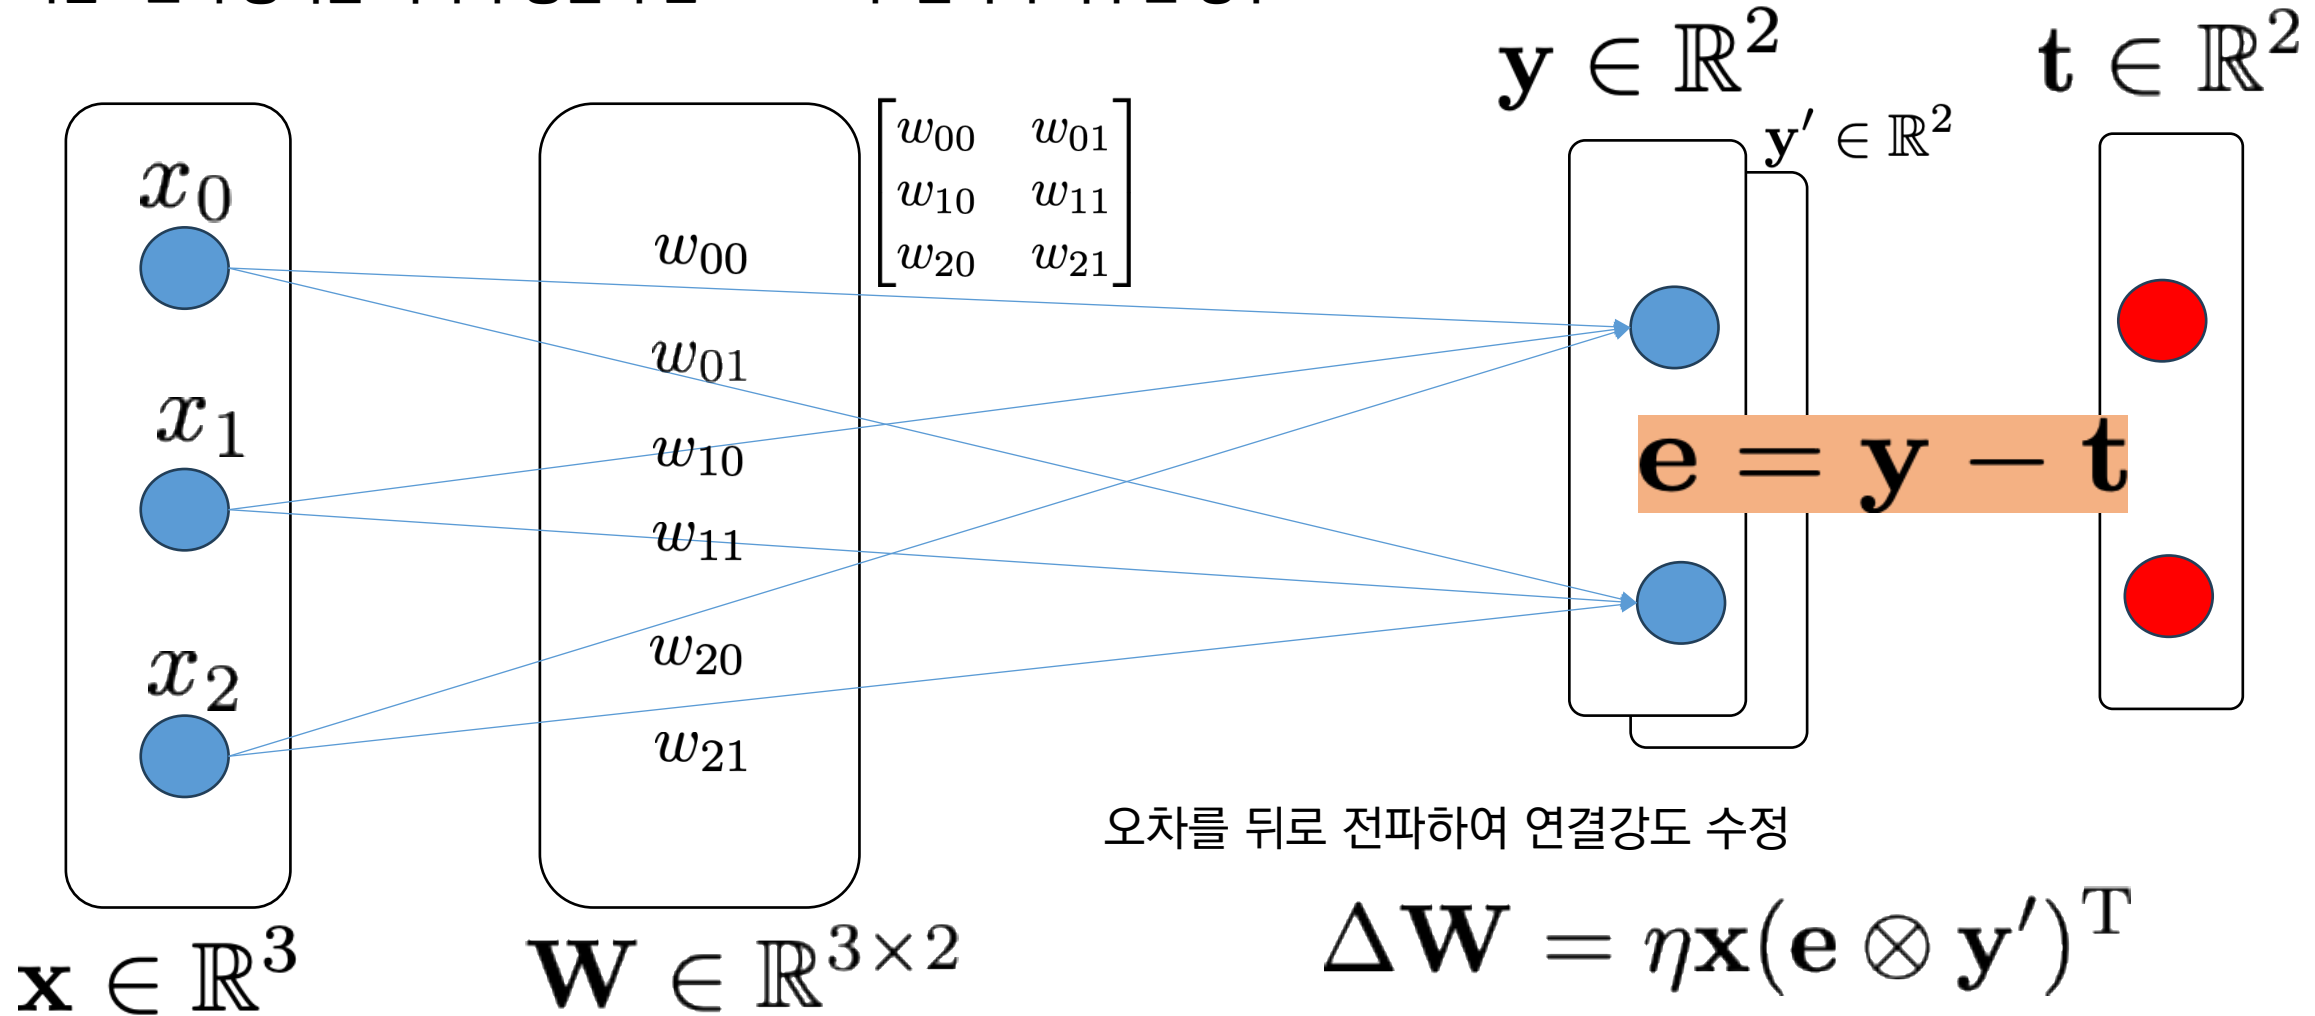 y ∈ ℝ²
t ∈ ℝ²
y′ ∈ ℝ²
x₀
x₁
x₂
w₀₀ w₀₁
w₁₀ w₁₁
w₂₀ w₂₁
w₀₀
w₀₁
w₁₀
w₁₁
w₂₀
w₂₁
e = y − t
오차를 뒤로 전파하여 연결강도 수정
x ∈ ℝ³
W ∈ ℝ³ˣ²
ΔW = ηx(e ⊗ y′)ᵀ